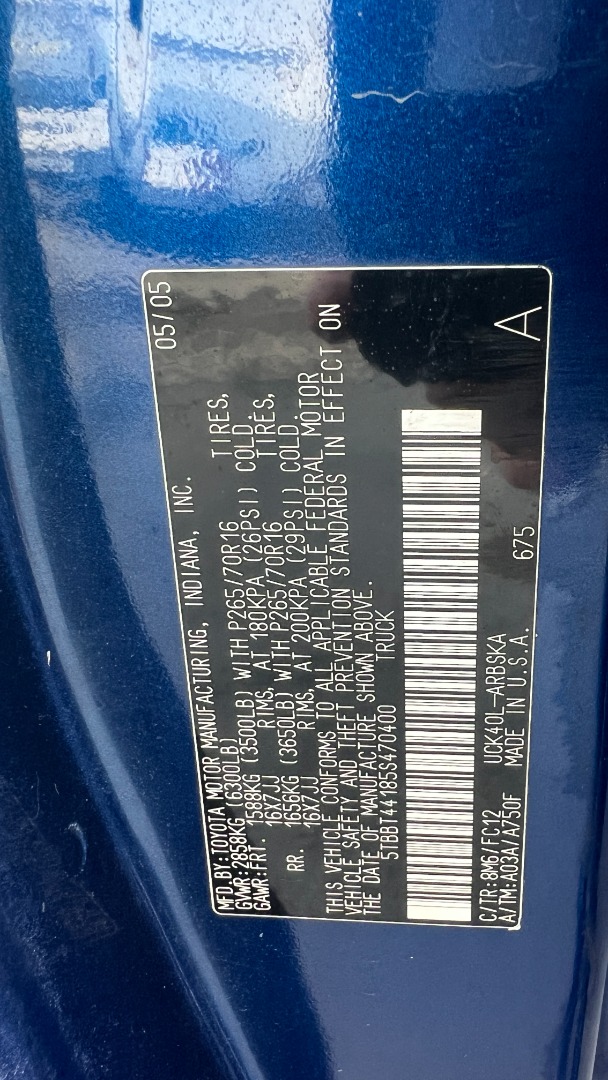 MFD.BY:TOYOTA MOTOR MANUFACTURING, INDIANA, INC. 05/05
GVWR:2858KG (6300LB)
GAWR:FRT. 1588KG (3500LB) WITH P265/70R16 TIRES,
16X7JJ RIMS, AT 180KPA (26PSI) COLD.
RR. 1656KG (3650LB) WITH P265/70R16 TIRES,
16X7JJ RIMS, AT 200KPA (29PSI) COLD.
THIS VEHICLE CONFORMS TO ALL APPLICABLE FEDERAL MOTOR
VEHICLE SAFETY AND THEFT PREVENTION STANDARDS IN EFFECT ON
THE DATE OF MANUFACTURE SHOWN ABOVE.
5TBBT44185S470400 TRUCK
C/TR:8M6/FC12 UCK40L-ARBSKA
A/TM:A03A/A750F MADE IN U.S.A. 675 A